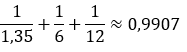 1/1,35 + 1/6 + 1/12 ≈ 0,9907